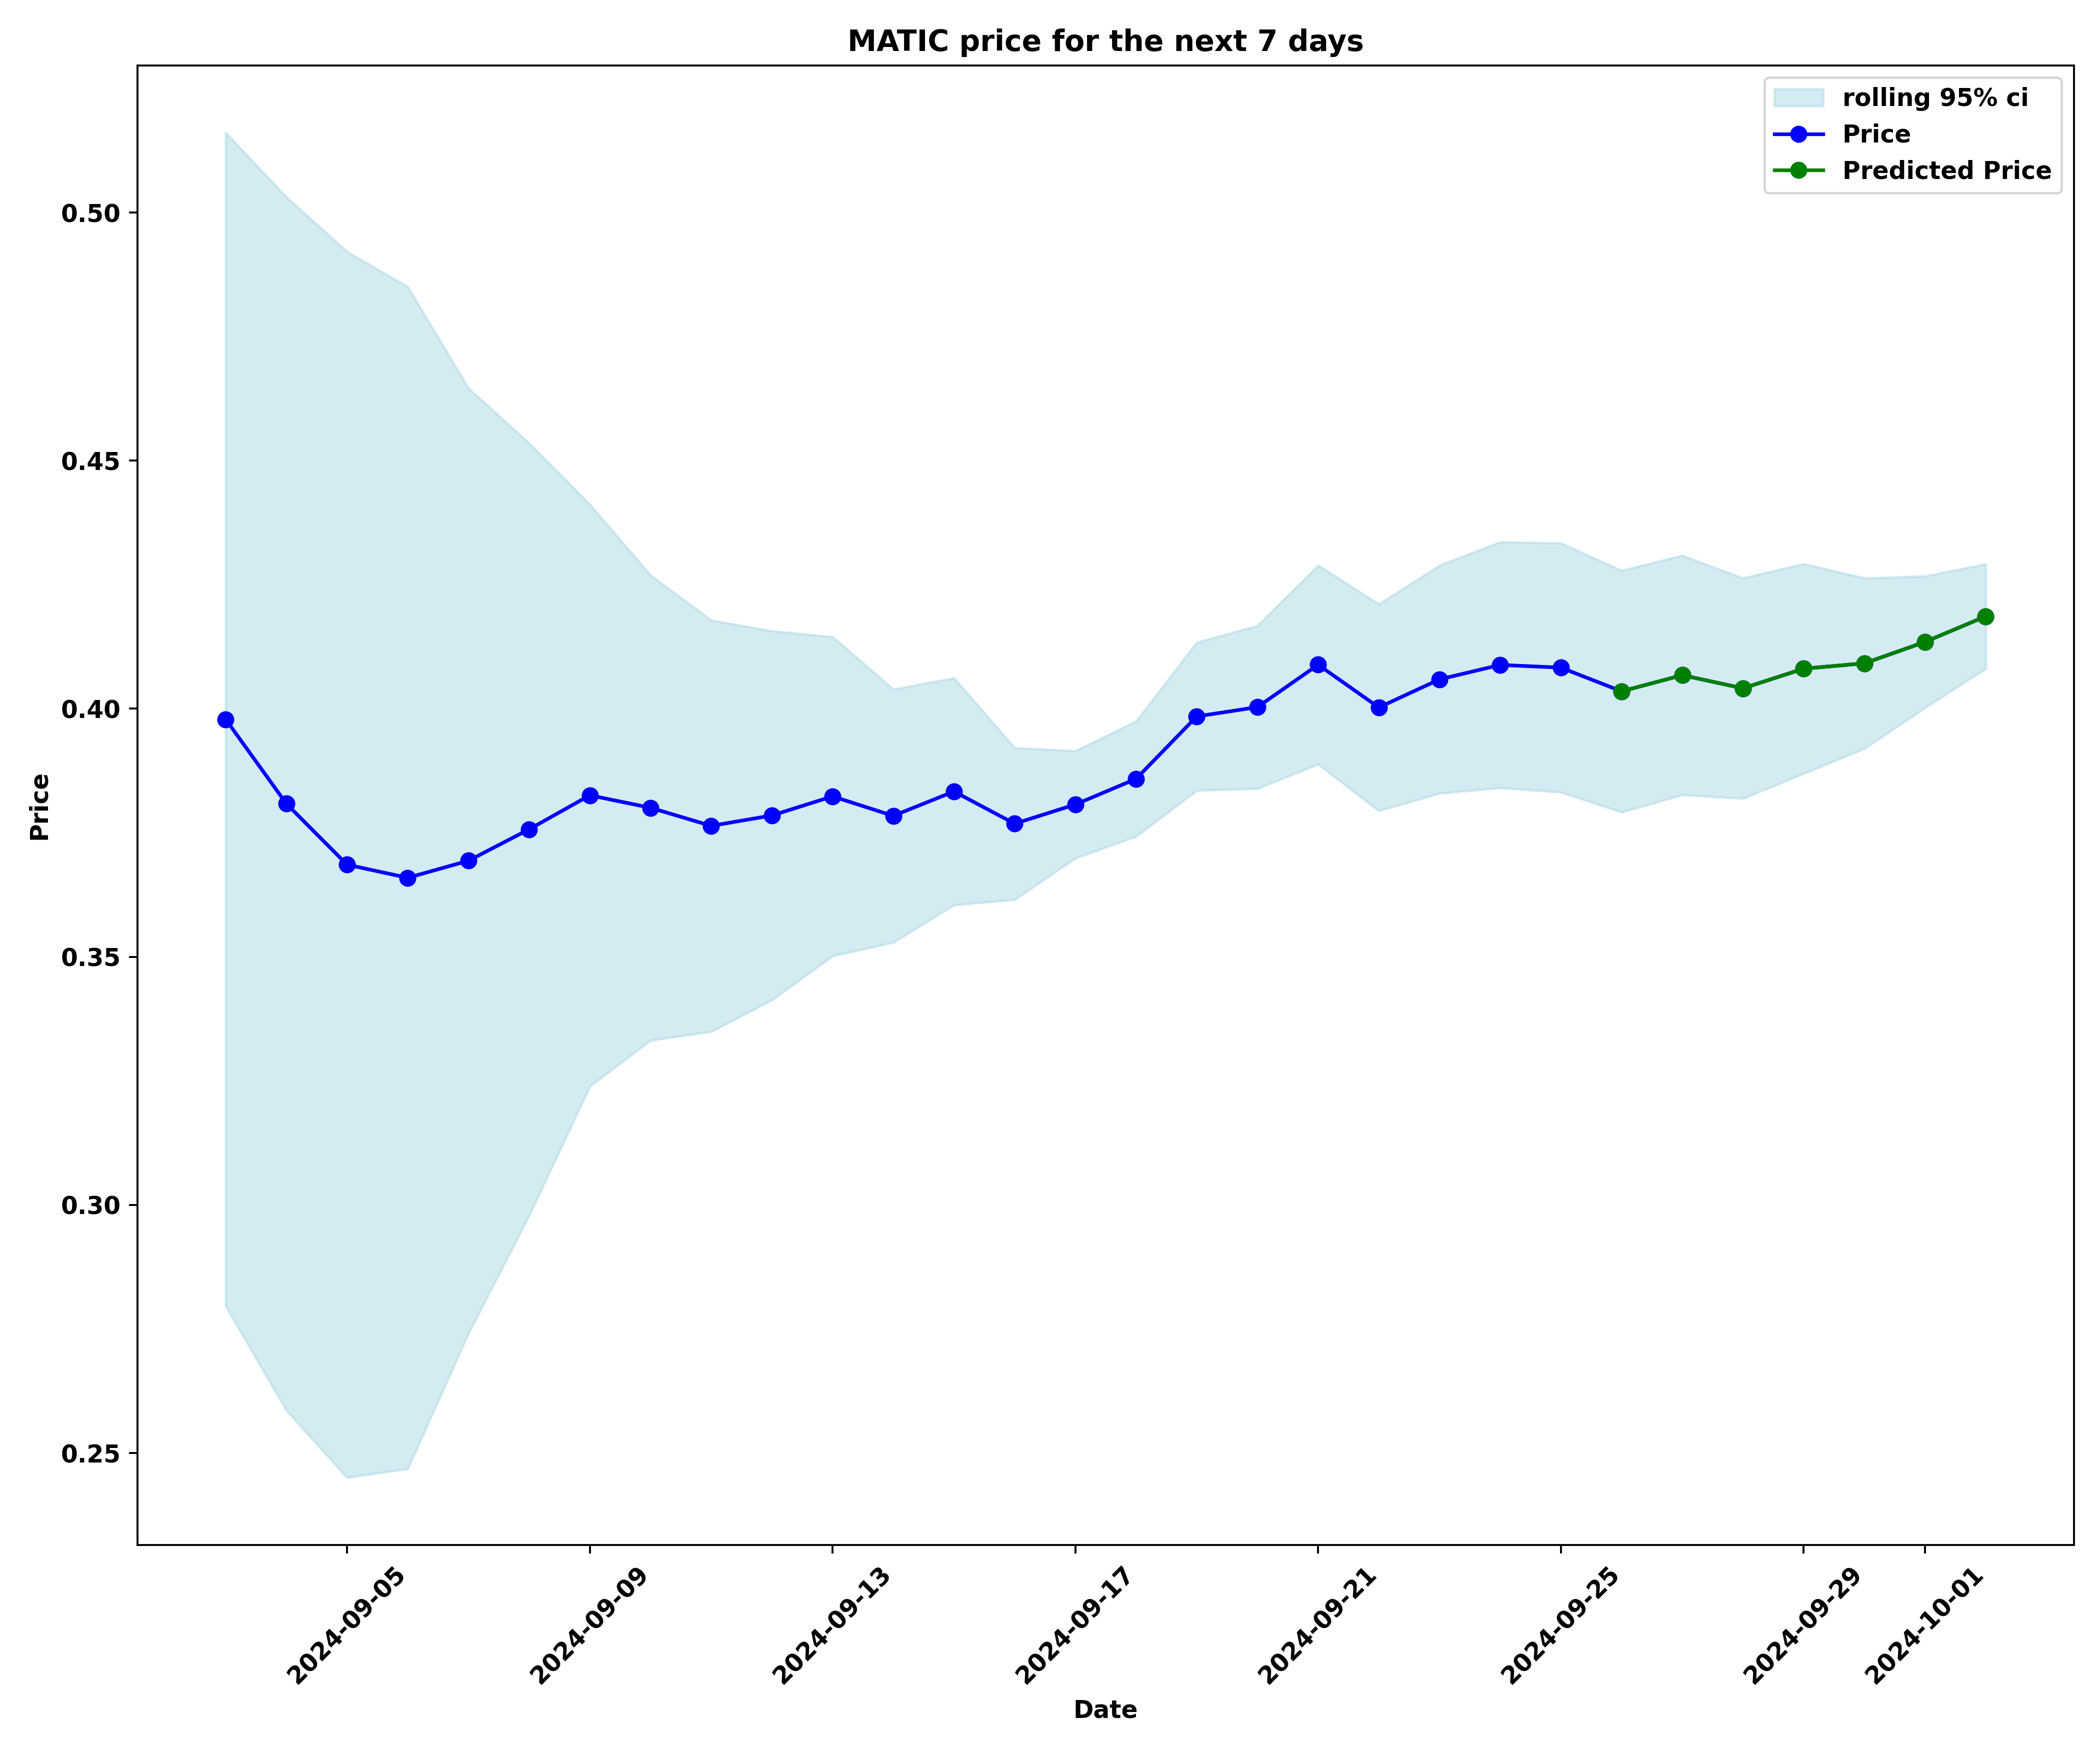 MATIC price for the next 7 days
rolling 95% ci
Price
Predicted Price
0.50
0.45
0.40
0.35
0.30
0.25
Price
2024-09-05
2024-09-09
2024-09-13
2024-09-17
2024-09-21
2024-09-25
2024-09-29
2024-10-01
Date